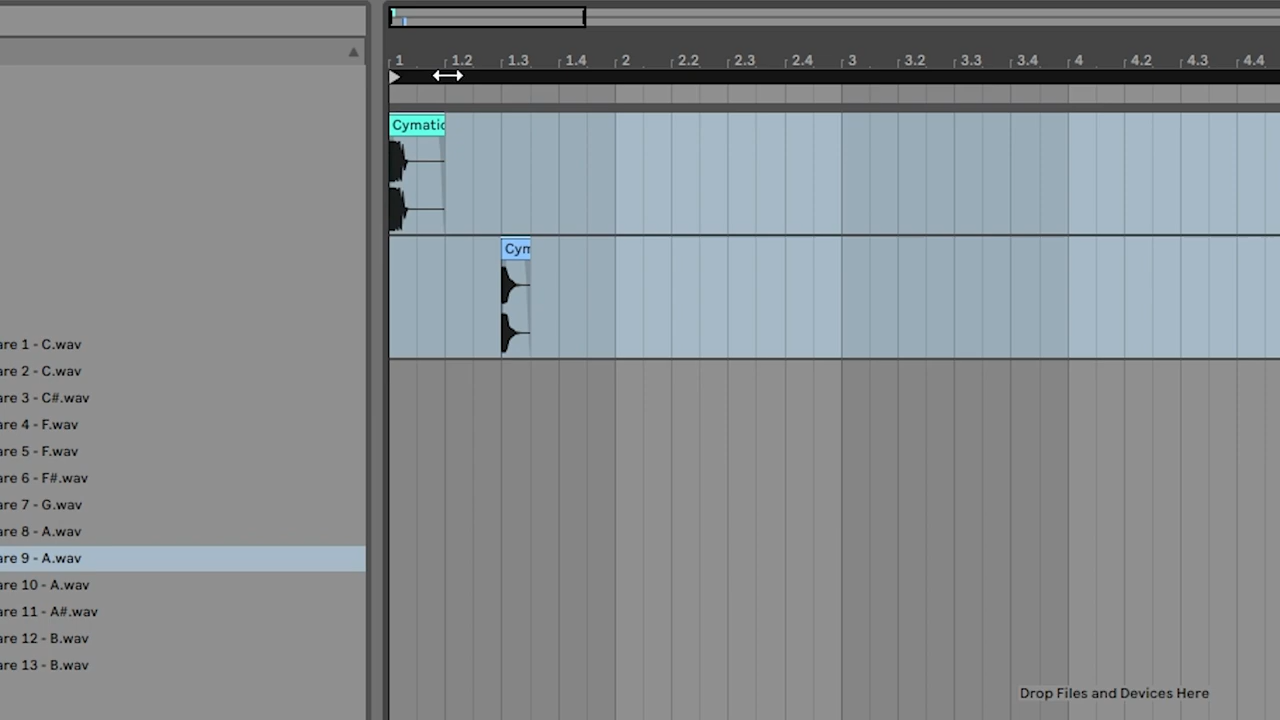 1 1.2 1.3 1.4 2 2.2 2.3 2.4 3 3.2 3.3 3.4 4 4.2 4.3 4.4
Cymatic
Cym
are 1 - C.wav
are 2 - C.wav
are 3 - C#.wav
are 4 - F.wav
are 5 - F.wav
are 6 - F#.wav
are 7 - G.wav
are 8 - A.wav
are 9 - A.wav
are 10 - A.wav
are 11 - A#.wav
are 12 - B.wav
are 13 - B.wav
Drop Files and Devices Here